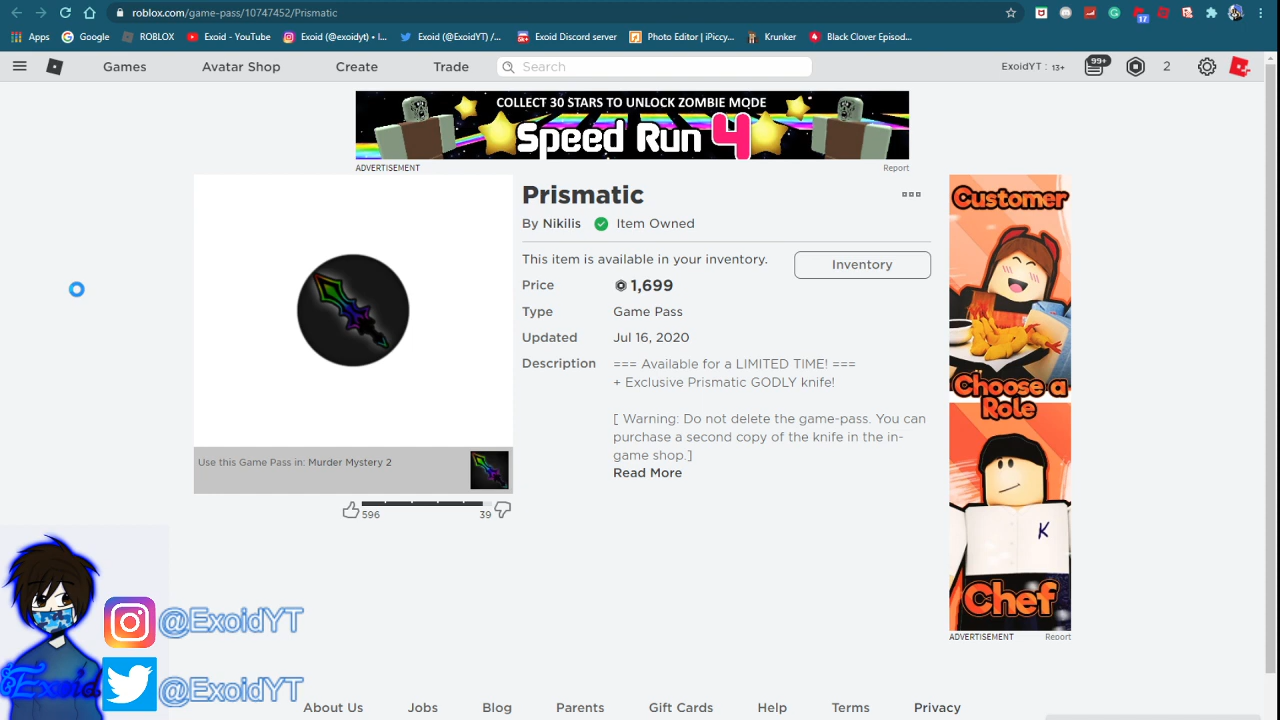 roblox.com/game-pass/10747452/Prismatic
17
Apps
Google
ROBLOX
Exoid - YouTube
Exoid (@exoidyt) • I...
Exoid (@ExoidYT) /...
Exoid Discord server
Photo Editor | iPiccy...
Krunker
Black Clover Episod...
Games
Avatar Shop
Create
Trade
Search
ExoidYT : 13+
99+
2
COLLECT 30 STARS TO UNLOCK ZOMBIE MODE
Speed Run 4
ADVERTISEMENT
Report
Prismatic
By Nikilis
Item Owned
This item is available in your inventory.
Inventory
Price
1,699
Type
Game Pass
Updated
Jul 16, 2020
Description
=== Available for a LIMITED TIME! ===
+ Exclusive Prismatic GODLY knife!
[ Warning: Do not delete the game-pass. You can
purchase a second copy of the knife in the in-
game shop.]
Read More
Use this Game Pass in: Murder Mystery 2
596
39
Customer
Choose a
Role
K
Chef
ADVERTISEMENT
Report
Exoid
@ExoidYT
@ExoidYT
About Us
Jobs
Blog
Parents
Gift Cards
Help
Terms
Privacy